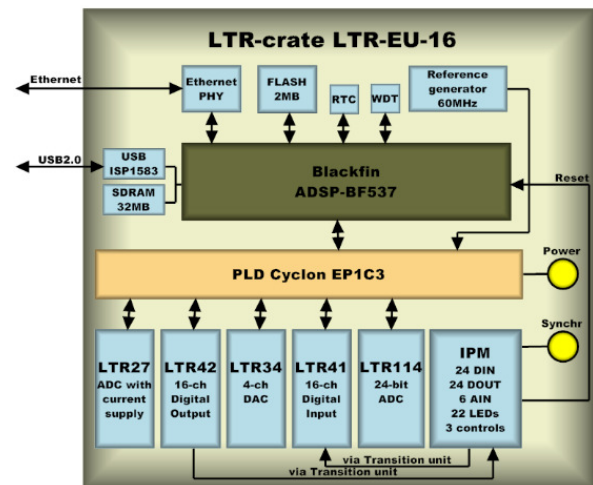 LTR-crate LTR-EU-16
Ethernet
Ethernet
PHY
FLASH
2MB
RTC
WDT
Reference
generator
60MHz
USB2.0
USB
ISP1583
SDRAM
32MB
Blackfin
ADSP-BF537
Reset
PLD Cyclon EP1C3
Power
Synchr
LTR27
ADC with
current
supply
LTR42
16-ch
Digital
Output
LTR34
4-ch
DAC
LTR41
16-ch
Digital
Input
LTR114
24-bit
ADC
IPM
24 DIN
24 DOUT
6 AIN
22 LEDs
3 controls
via Transition unit
via Transition unit